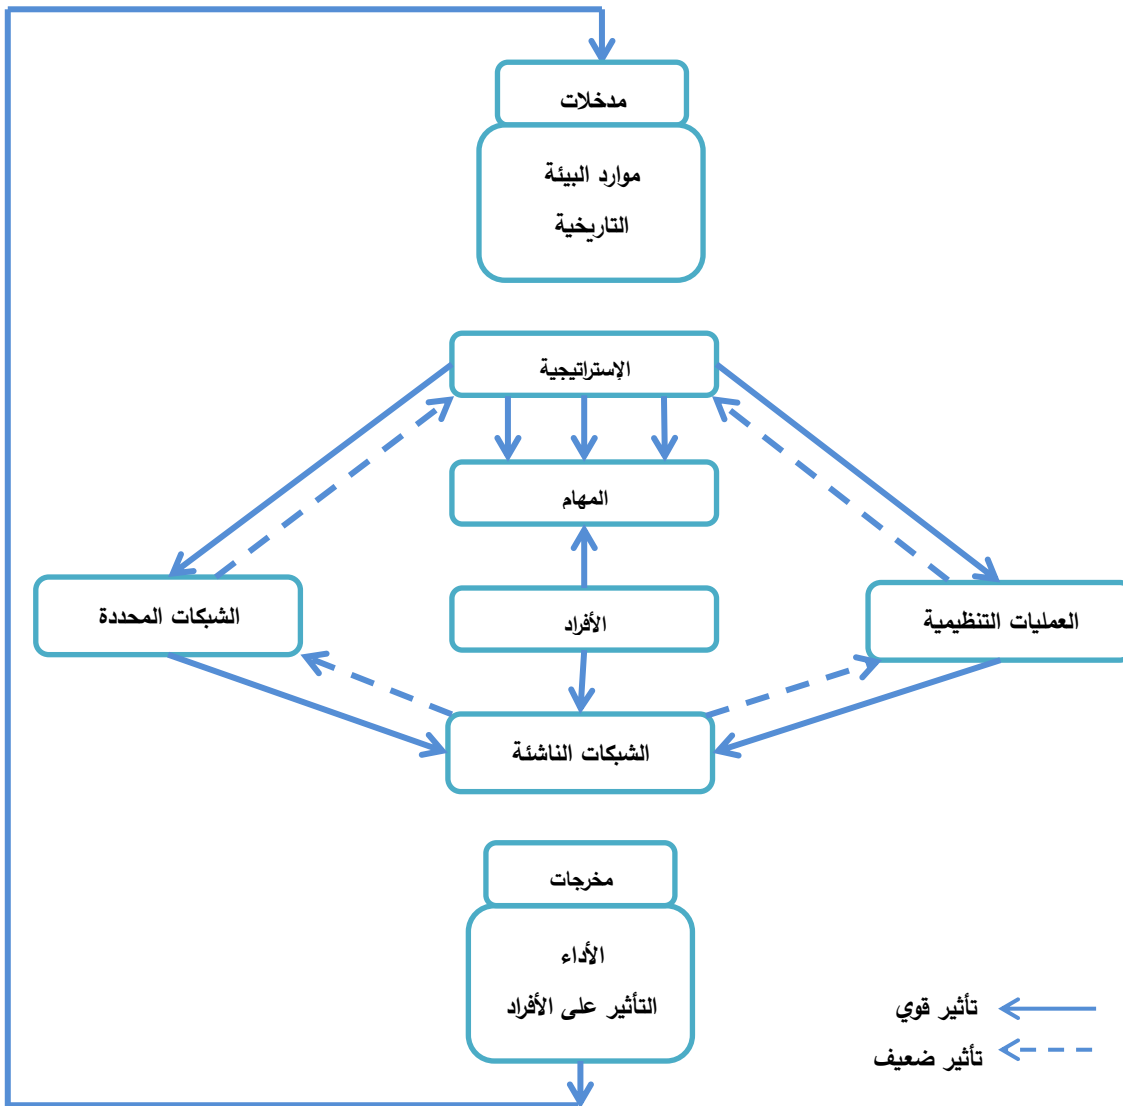 مدخلات
موارد البيئة
التاريخية
الإستراتيجية
المهام
العمليات التنظيمية
الأفراد
الشبكات المحددة
الشبكات الناشئة
مخرجات
الأداء
التأثير على الأفراد
تأثير قوي
تأثير ضعيف